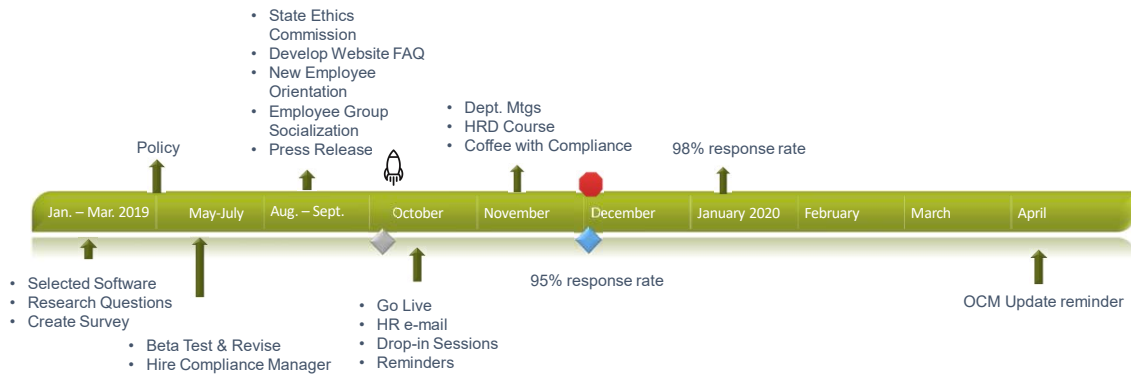 • State Ethics
Commission
• Develop Website FAQ
• New Employee
Orientation
• Employee Group
Socialization
• Press Release
Policy
• Dept. Mtgs
• HRD Course
• Coffee with Compliance
98% response rate
Jan. – Mar. 2019
May-July
Aug. – Sept.
October
November
December
January 2020
February
March
April
• Selected Software
• Research Questions
• Create Survey
• Beta Test & Revise
• Hire Compliance Manager
• Go Live
• HR e-mail
• Drop-in Sessions
• Reminders
95% response rate
OCM Update reminder